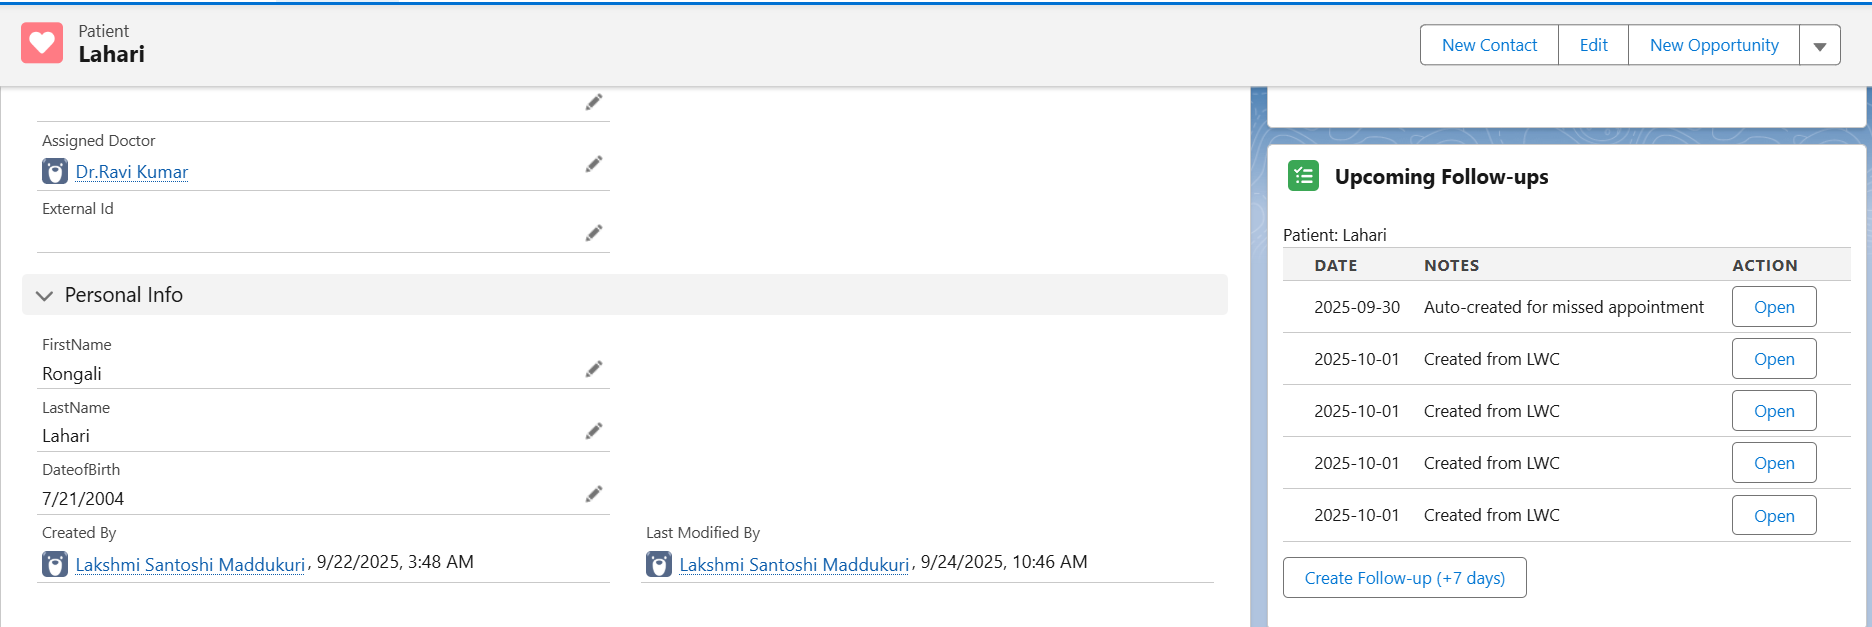 Patient
Lahari
New Contact
Edit
New Opportunity
Assigned Doctor
Dr.Ravi Kumar
External Id
Personal Info
FirstName
Rongali
LastName
Lahari
DateofBirth
7/21/2004
Created By
Lakshmi Santoshi Maddukuri, 9/22/2025, 3:48 AM
Last Modified By
Lakshmi Santoshi Maddukuri, 9/24/2025, 10:46 AM
Upcoming Follow-ups
Patient: Lahari
DATE NOTES ACTION
2025-09-30 Auto-created for missed appointment Open
2025-10-01 Created from LWC Open
2025-10-01 Created from LWC Open
2025-10-01 Created from LWC Open
2025-10-01 Created from LWC Open
Create Follow-up (+7 days)